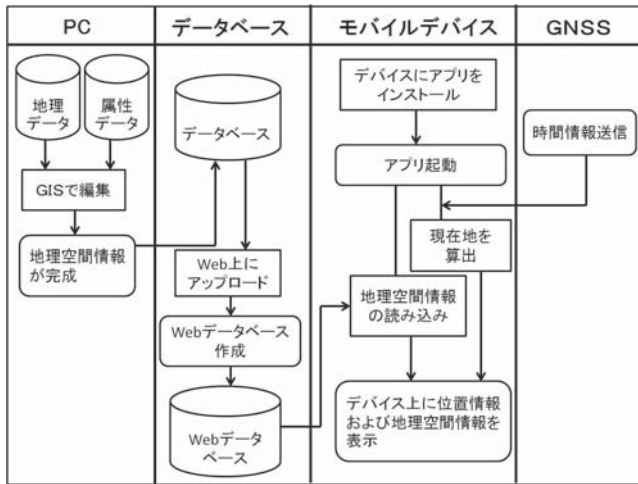 PC
データベース
モバイルデバイス
GNSS
地理
データ
属性
データ
GISで編集
地理空間情報
が完成
データベース
Web上に
アップロード
Webデータベース
作成
Webデータ
ベース
デバイスにアプリを
インストール
アプリ起動
現在地を
算出
地理空間情報
の読み込み
デバイス上に位置情報
および地理空間情報を
表示
時間情報送信